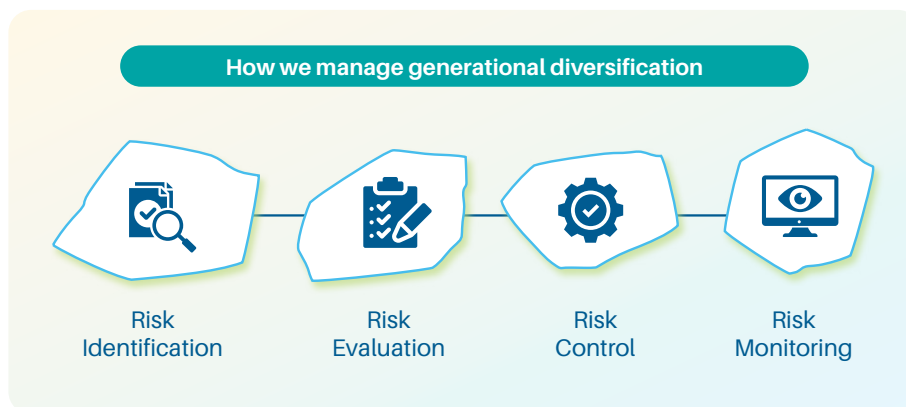 How we manage generational diversification
Risk
Identification
Risk
Evaluation
Risk
Control
Risk
Monitoring